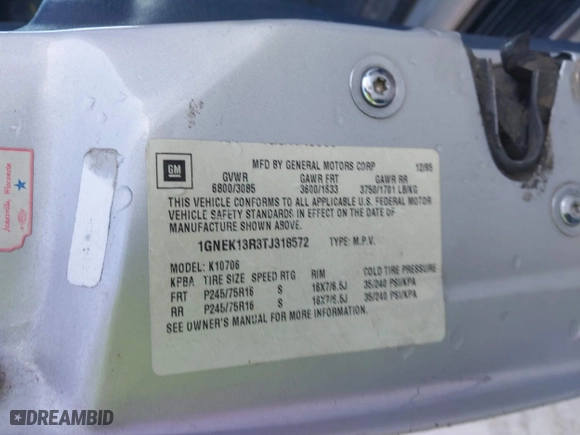 Janesville, Wisconsin
GM
MFD BY GENERAL MOTORS CORP 12/95
GVWR GAWR FRT GAWR RR
6800/3085 3600/1633 3750/1701 LB/KG
THIS VEHICLE CONFORMS TO ALL APPLICABLE U.S. FEDERAL MOTOR
VEHICLE SAFETY STANDARDS IN EFFECT ON THE DATE OF
MANUFACTURE SHOWN ABOVE.
1GNEK13R3TJ318572 TYPE: M.P.V.
MODEL: K10706
KPBA TIRE SIZE SPEED RTG RIM COLD TIRE PRESSURE
FRT P245/75R16 S 16X7/6.5J 35/240 PSI/KPA
RR P245/75R16 S 16X7/6.5J 35/240 PSI/KPA
SEE OWNER'S MANUAL FOR MORE INFORMATION.
DREAMBID